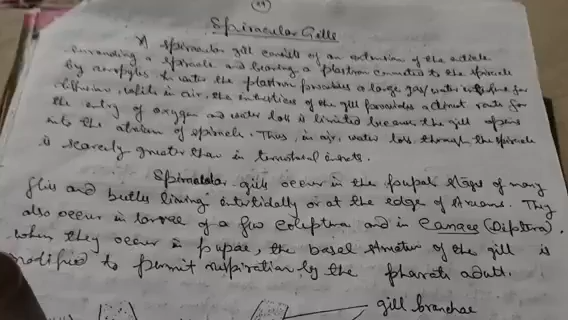 Spiracular Gills
A spiracular gill consists of an extension of the cuticle
surrounding a spiracle and bearing a plastron connected to the spiracle
by aeropyles. In water the plastron provides a large gas/water interface for
diffusion, while in air, the interstices of the gill provides a direct route for
the entry of oxygen and water loss is limited because the gill opens
into the atrium of spiracle. Thus, in air, water loss through the spiracle
is scarcely greater than in terrestrial insects.
Spiracular gills occur in the pupal stage of many
flies and beetles living intertidally or at the edge of streams. They
also occur in larvae of a few coleoptera and in Canace (Diptera).
when they occur in pupae, the basal structure of the gill is
modified to permit respiration by the pharate adult.
gill branchae